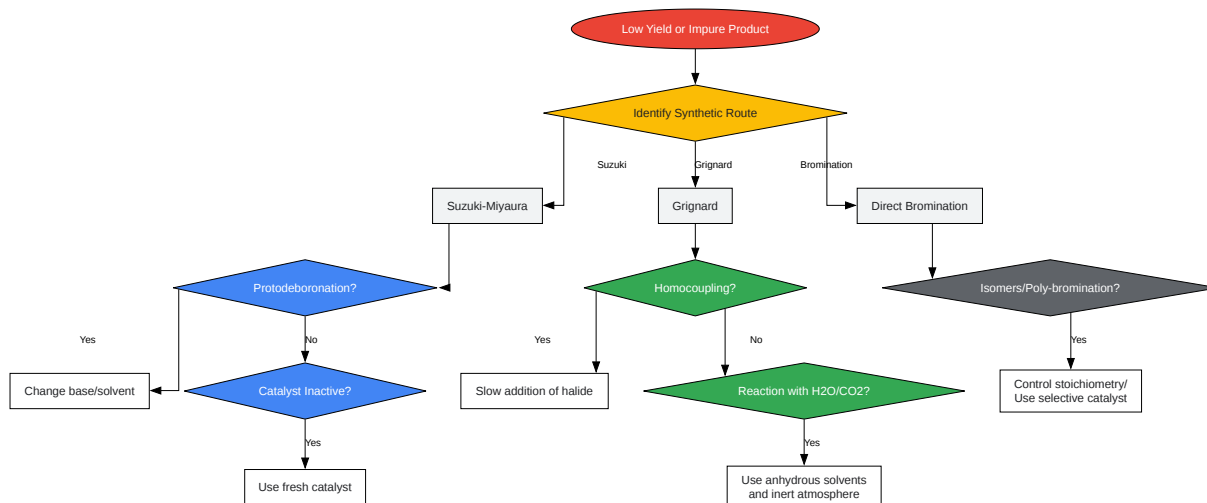 Low Yield or Impure Product
Identify Synthetic Route
Suzuki
Grignard
Bromination
Suzuki-Miyaura
Grignard
Direct Bromination
Protodeboronation?
Homocoupling?
Isomers/Poly-bromination?
Yes
No
Yes
No
Yes
Change base/solvent
Catalyst Inactive?
Slow addition of halide
Reaction with H2O/CO2?
Control stoichiometry/
Use selective catalyst
Yes
Yes
Use fresh catalyst
Use anhydrous solvents
and inert atmosphere